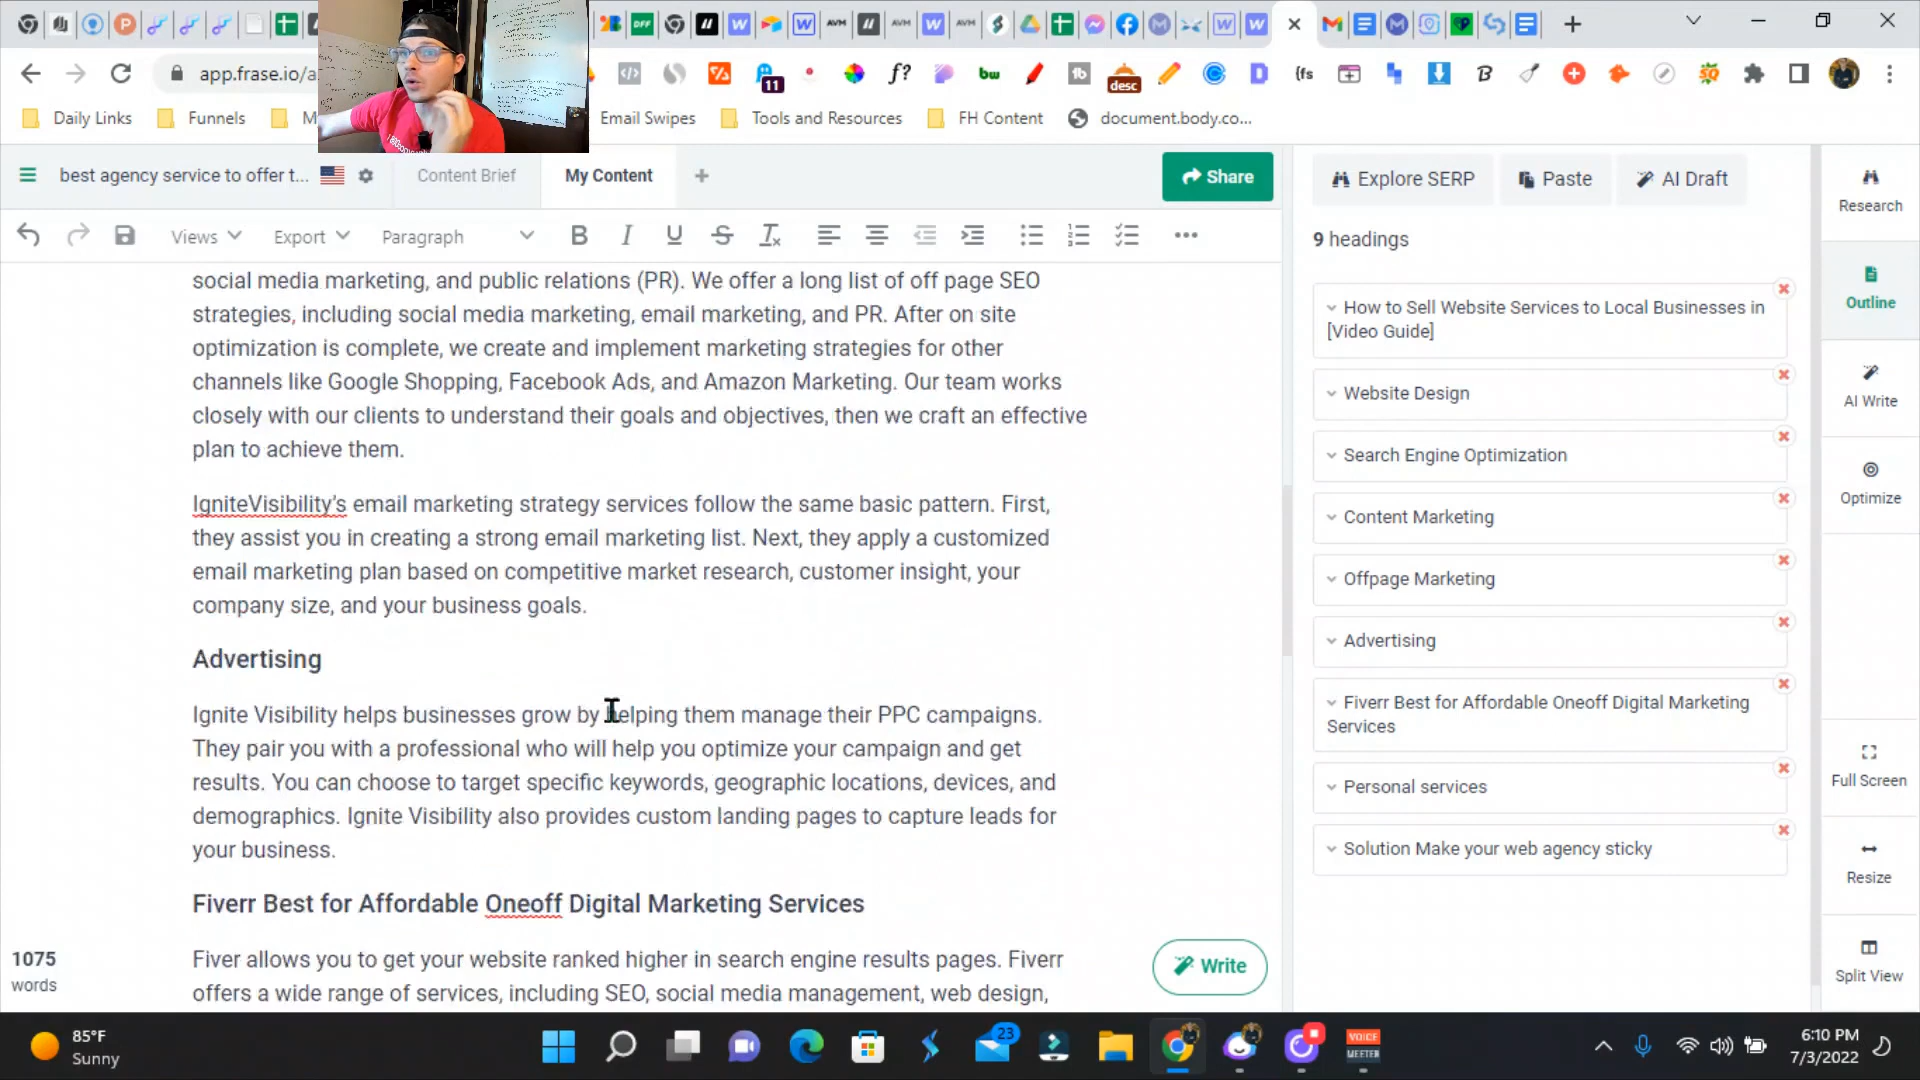 DFF
AVM
AVM
AVM
app.frase.io/a
11
f?
bw
fb
desc
{fs
SQ
Daily Links
Funnels
M
Email Swipes
Tools and Resources
FH Content
document.body.co...
best agency service to offer t...
Content Brief
My Content
+
Share
Explore SERP
Paste
AI Draft
Research
Views
Export
Paragraph
B
I
U
S
9 headings
Outline
How to Sell Website Services to Local Businesses in
[Video Guide]
Website Design
AI Write
Search Engine Optimization
Optimize
Content Marketing
Offpage Marketing
Advertising
Fiverr Best for Affordable Oneoff Digital Marketing
Services
Personal services
Solution Make your web agency sticky
Full Screen
Resize
Split View
social media marketing, and public relations (PR). We offer a long list of off page SEO
strategies, including social media marketing, email marketing, and PR. After on site
optimization is complete, we create and implement marketing strategies for other
channels like Google Shopping, Facebook Ads, and Amazon Marketing. Our team works
closely with our clients to understand their goals and objectives, then we craft an effective
plan to achieve them.
IgniteVisibility's email marketing strategy services follow the same basic pattern. First,
they assist you in creating a strong email marketing list. Next, they apply a customized
email marketing plan based on competitive market research, customer insight, your
company size, and your business goals.
Advertising
Ignite Visibility helps businesses grow by helping them manage their PPC campaigns.
They pair you with a professional who will help you optimize your campaign and get
results. You can choose to target specific keywords, geographic locations, devices, and
demographics. Ignite Visibility also provides custom landing pages to capture leads for
your business.
Fiverr Best for Affordable Oneoff Digital Marketing Services
Fiver allows you to get your website ranked higher in search engine results pages. Fiverr
offers a wide range of services, including SEO, social media management, web design,
1075
words
Write
85°F
Sunny
23
VOICE
MEETER
6:10 PM
7/3/2022